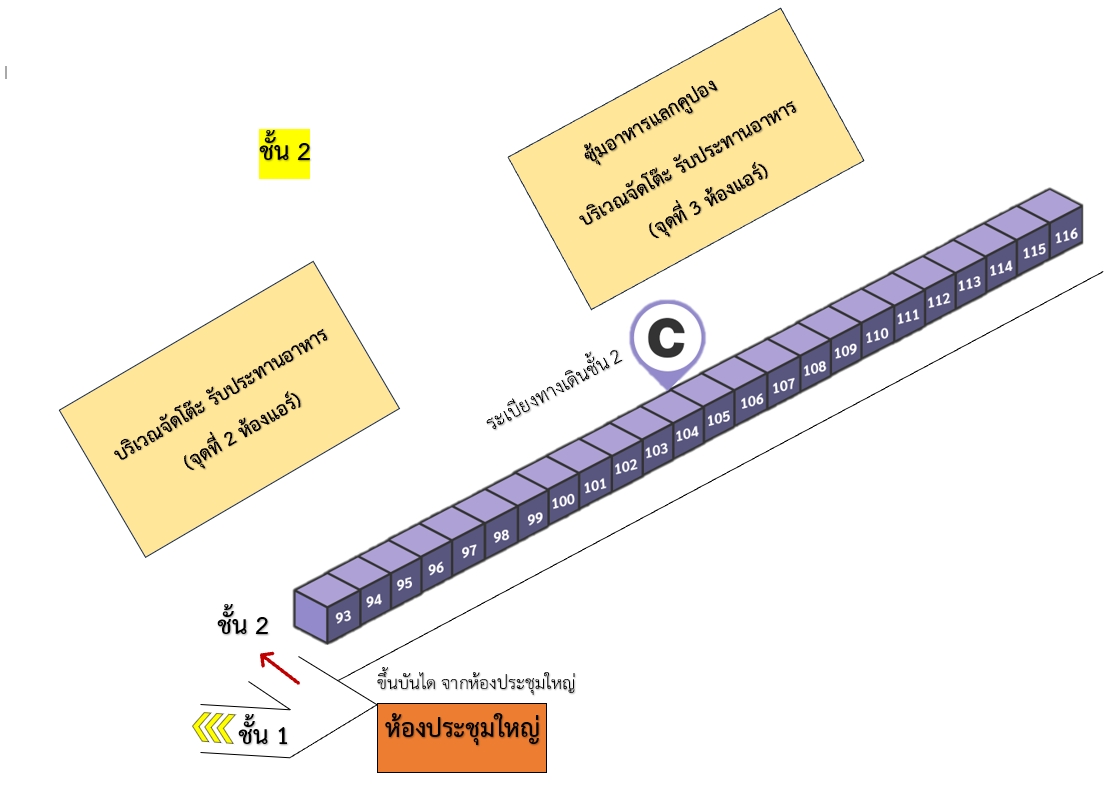 ชั้น 2
ซุ้มอาหารแลกคูปอง
บริเวณจัดโต๊ะ รับประทานอาหาร
(จุดที่ 3 ห้องแอร์)
บริเวณจัดโต๊ะ รับประทานอาหาร
(จุดที่ 2 ห้องแอร์)
C
ระเบียงทางเดินชั้น 2
93 94 95 96 97 98 99 100 101 102 103 104 105 106 107 108 109 110 111 112 113 114 115 116
ชั้น 2
ขึ้นบันได จากห้องประชุมใหญ่
ห้องประชุมใหญ่
ชั้น 1